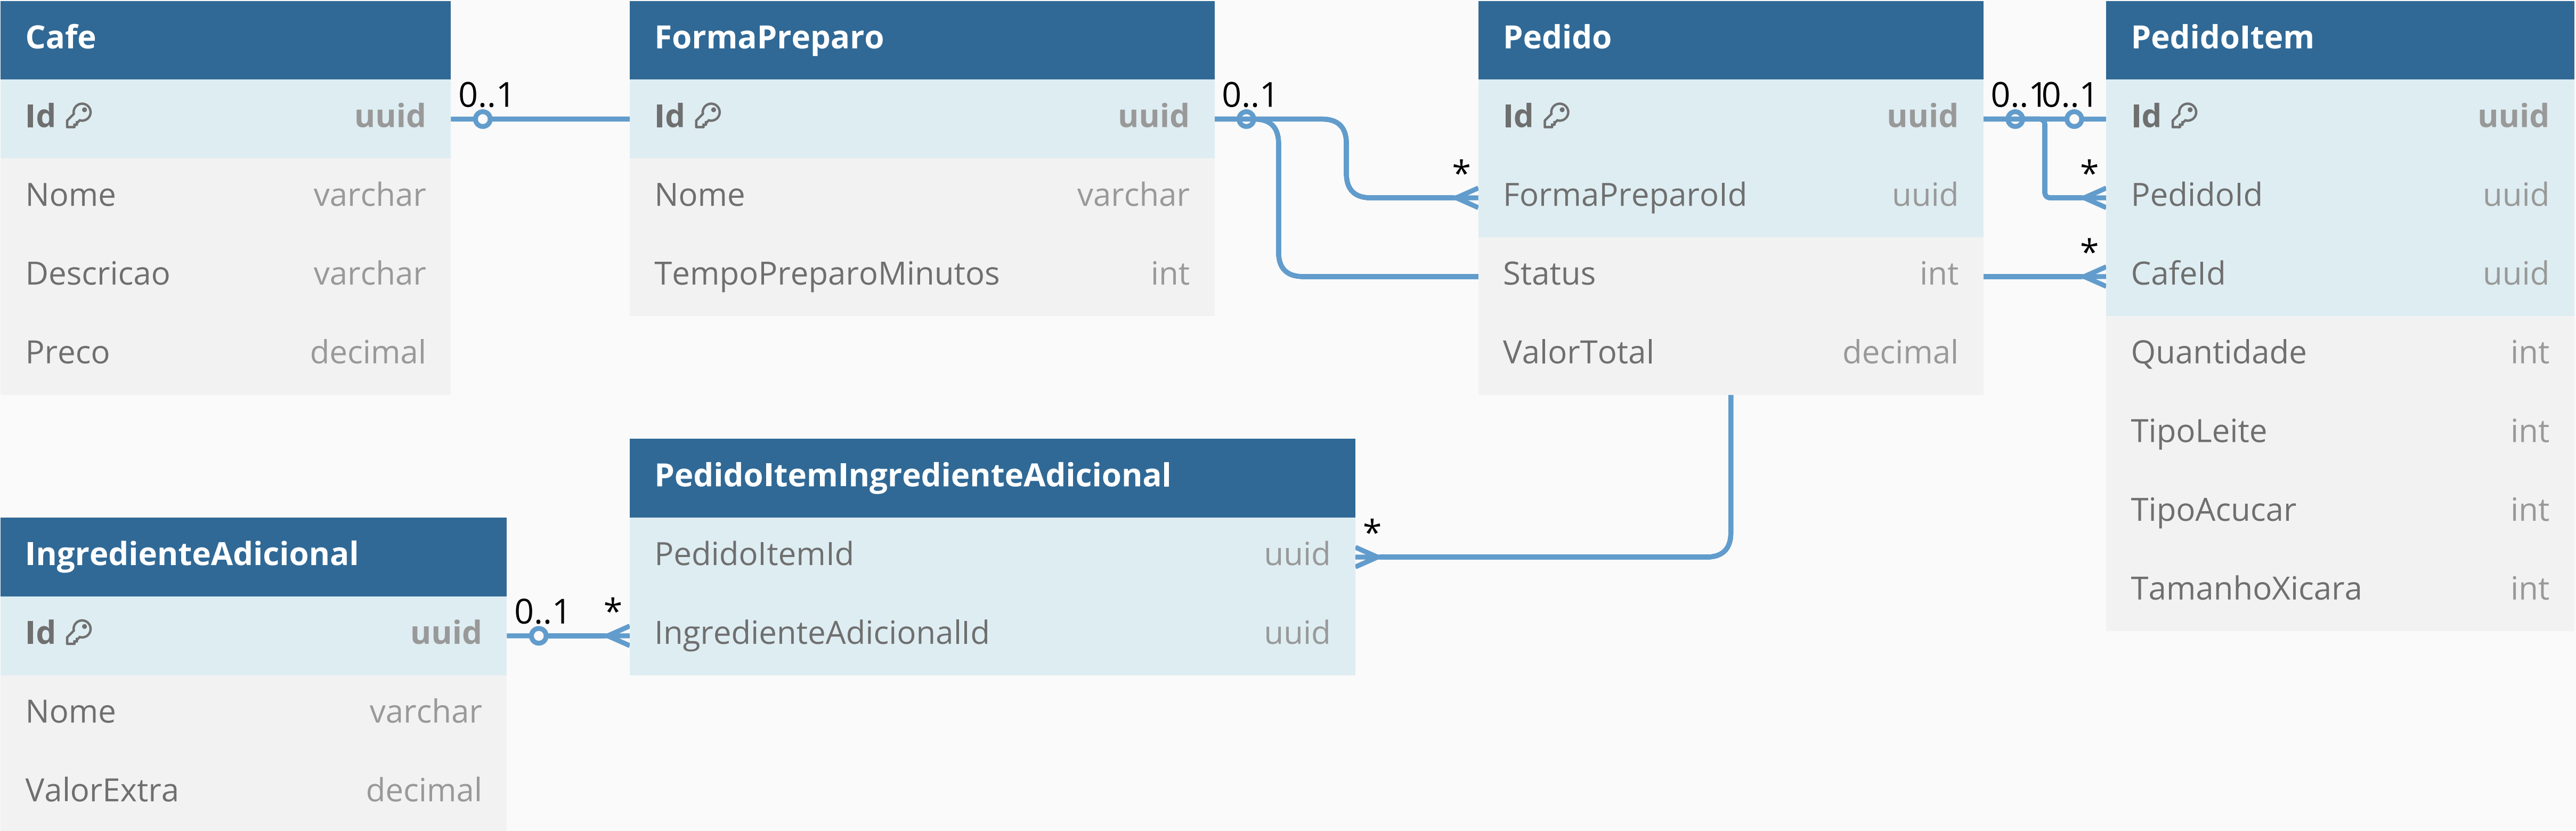 Cafe
Id uuid
Nome varchar
Descricao varchar
Preco decimal
0..1
FormaPreparo
Id uuid
Nome varchar
TempoPreparoMinutos int
0..1
*
Pedido
Id uuid
FormaPreparoId uuid
Status int
ValorTotal decimal
0..1
0..1
*
*
PedidoItem
Id uuid
PedidoId uuid
CafeId uuid
Quantidade int
TipoLeite int
TipoAcucar int
TamanhoXicara int
IngredienteAdicional
Id uuid
Nome varchar
ValorExtra decimal
0..1
*
PedidoItemIngredienteAdicional
PedidoItemId uuid
IngredienteAdicionalId uuid
*